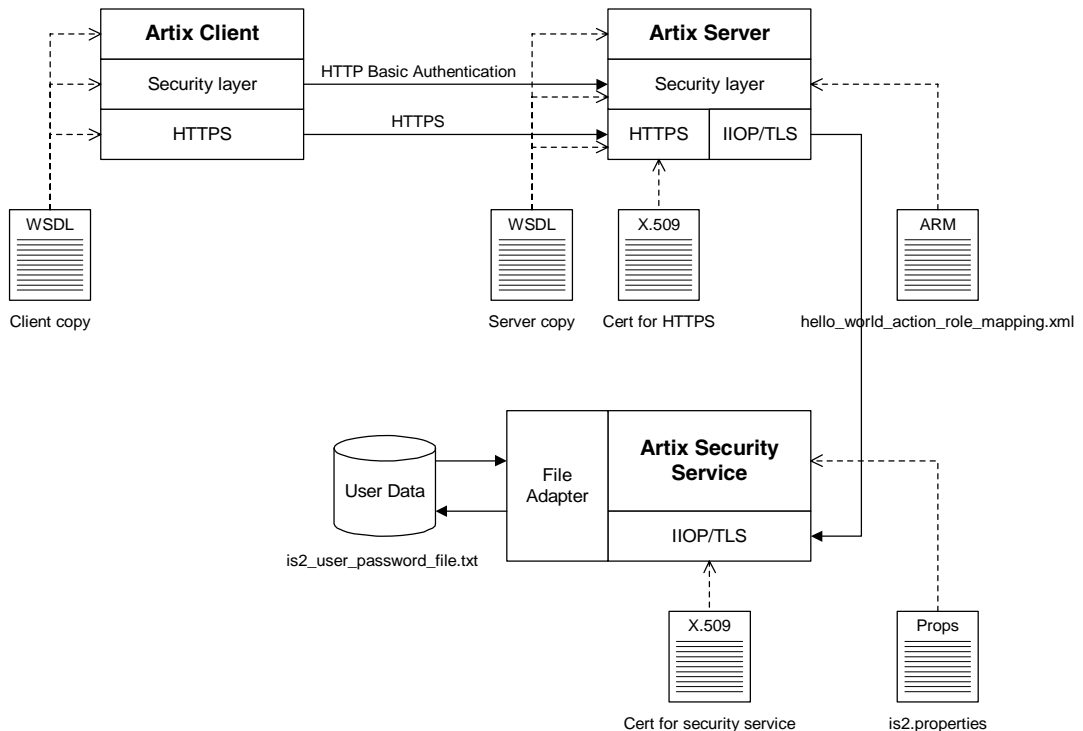 Artix Client
Artix Server
HTTP Basic Authentication
Security layer
Security layer
HTTPS
HTTPS
HTTPS
IIOP/TLS
WSDL
WSDL
X.509
ARM
Client copy
Server copy
Cert for HTTPS
hello_world_action_role_mapping.xml
Artix Security
Service
File
Adapter
User Data
IIOP/TLS
is2_user_password_file.txt
X.509
Props
Cert for security service
is2.properties